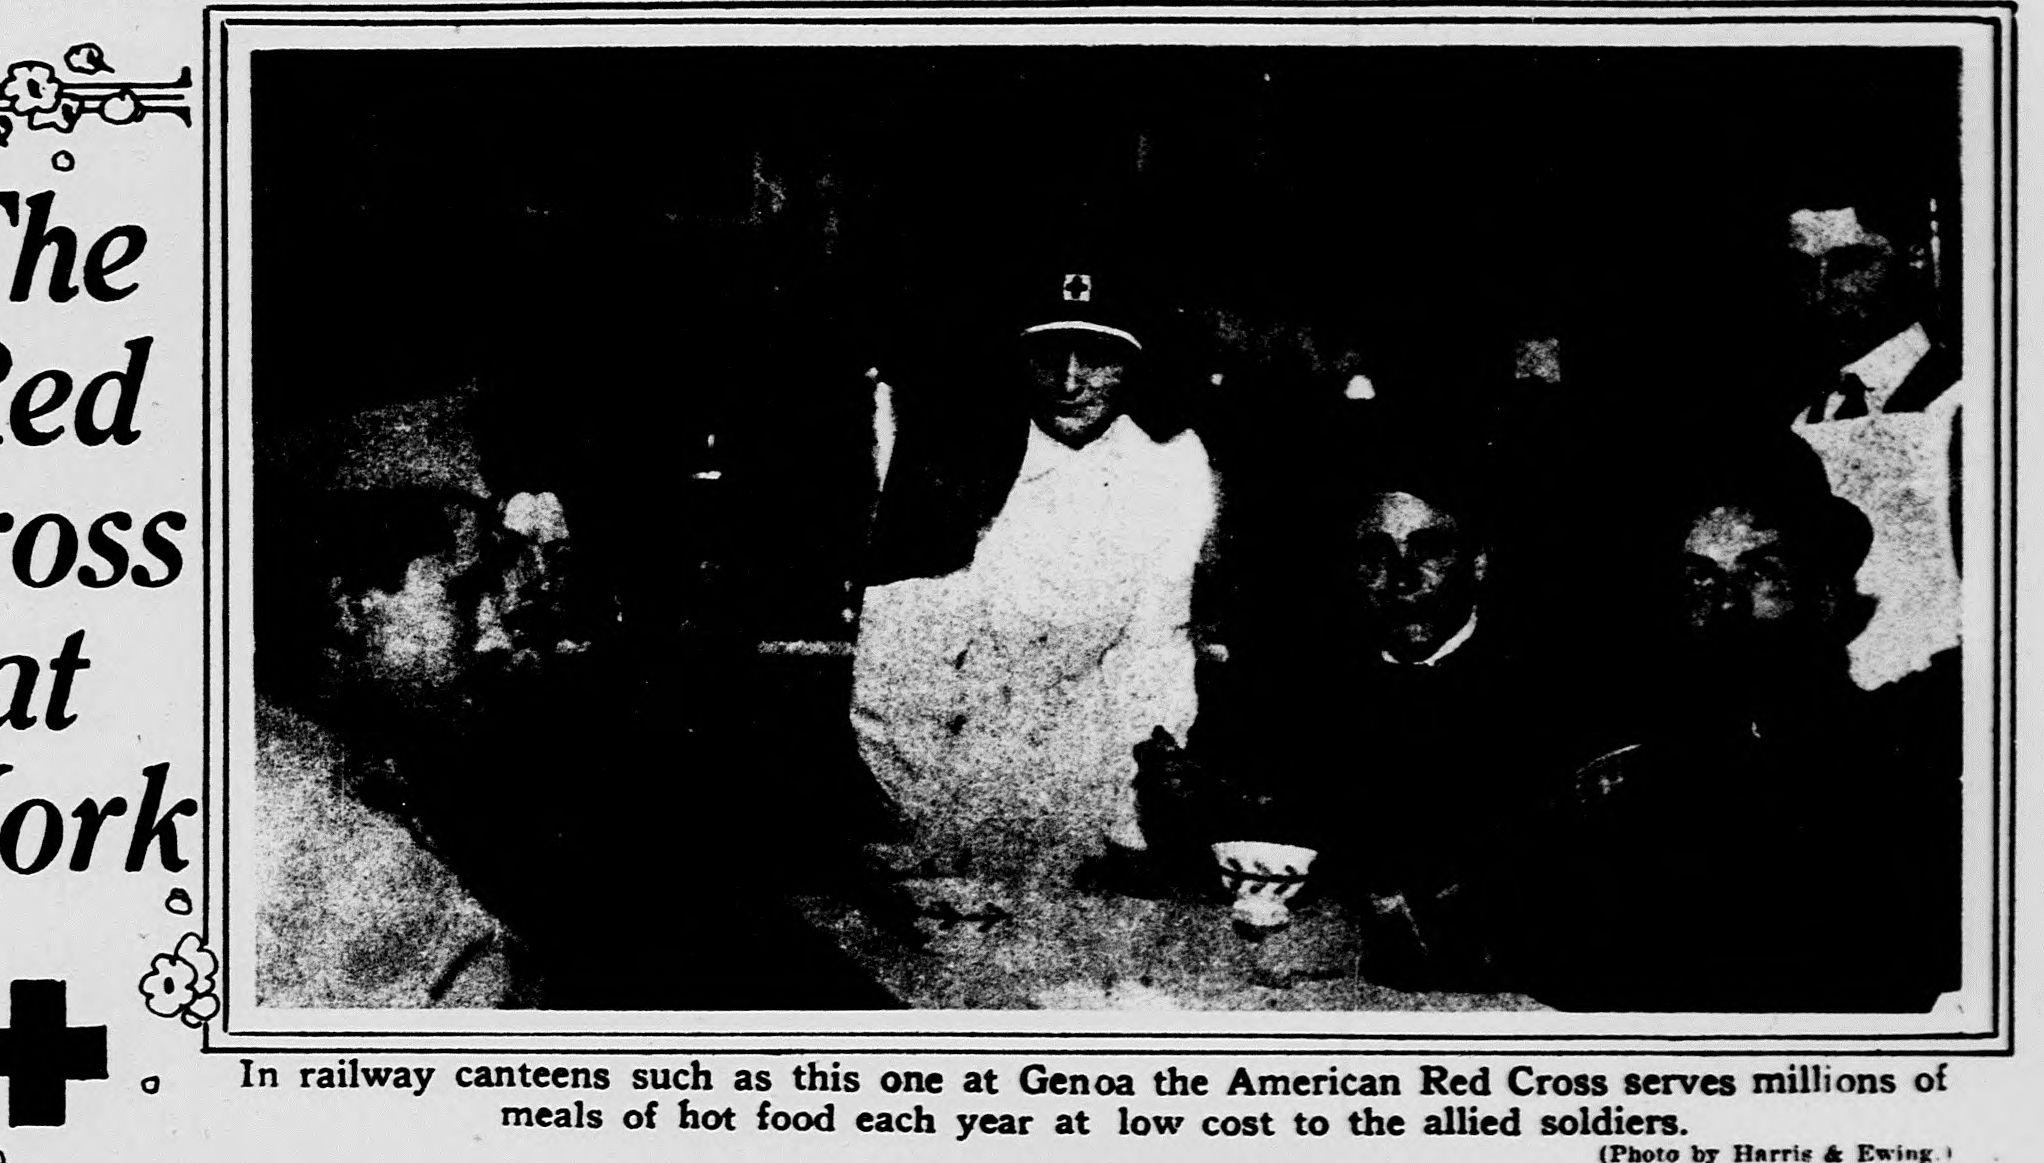 The
Red
Cross
at
Work
In railway canteens such as this one at Genoa the American Red Cross serves millions of
meals of hot food each year at low cost to the allied soldiers.
(Photo by Harris & Ewing.)